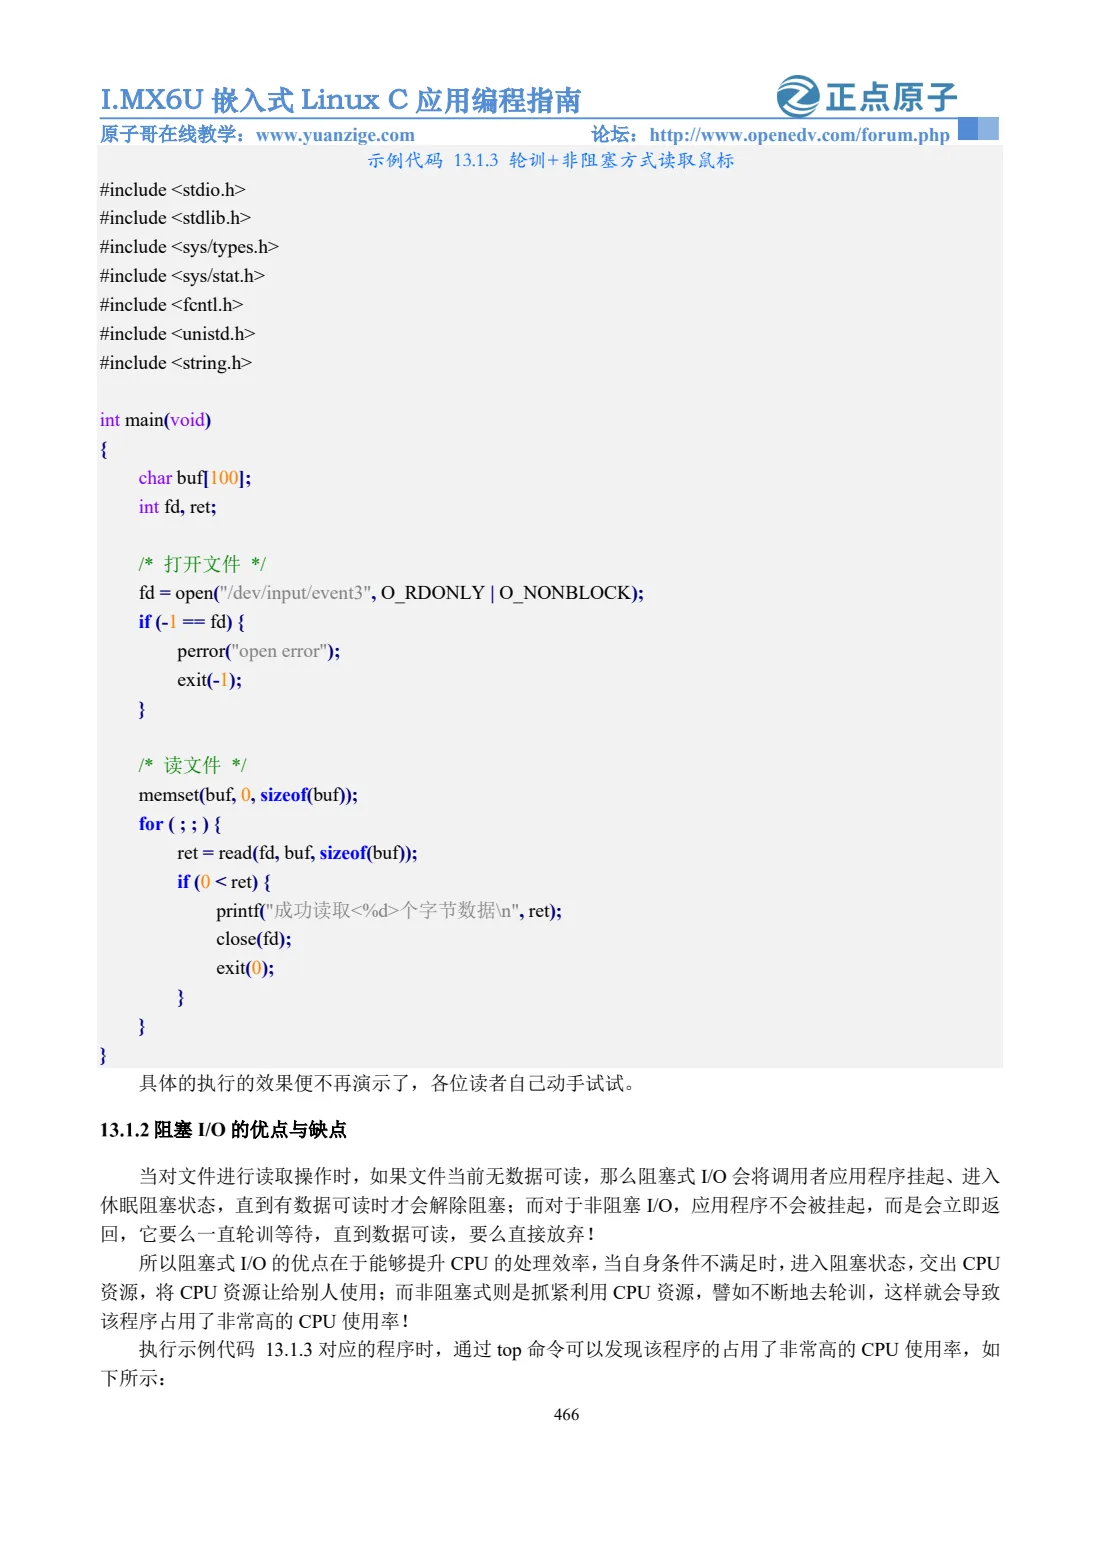 I.MX6U 嵌入式 Linux C 应用编程指南
正点原子
原子哥在线教学：www.yuanzige.com 论坛：http://www.openedv.com/forum.php
示例代码 13.1.3 轮训+非阻塞方式读取鼠标
#include <stdio.h>
#include <stdlib.h>
#include <sys/types.h>
#include <sys/stat.h>
#include <fcntl.h>
#include <unistd.h>
#include <string.h>
int main(void)
{
char buf[100];
int fd, ret;
/* 打开文件 */
fd = open("/dev/input/event3", O_RDONLY | O_NONBLOCK);
if (-1 == fd) {
perror("open error");
exit(-1);
}
/* 读文件 */
memset(buf, 0, sizeof(buf));
for ( ; ; ) {
ret = read(fd, buf, sizeof(buf));
if (0 < ret) {
printf("成功读取<%d>个字节数据\n", ret);
close(fd);
exit(0);
}
}
}
具体的执行的效果便不再演示了，各位读者自己动手试试。
13.1.2 阻塞 I/O 的优点与缺点
当对文件进行读取操作时，如果文件当前无数据可读，那么阻塞式 I/O 会将调用者应用程序挂起、进入
休眠阻塞状态，直到有数据可读时才会解除阻塞；而对于非阻塞 I/O，应用程序不会被挂起，而是会立即返
回，它要么一直轮训等待，直到数据可读，要么直接放弃！
所以阻塞式 I/O 的优点在于能够提升 CPU 的处理效率，当自身条件不满足时，进入阻塞状态，交出 CPU
资源，将 CPU 资源让给别人使用；而非阻塞式则是抓紧利用 CPU 资源，譬如不断地去轮训，这样就会导致
该程序占用了非常高的 CPU 使用率！
执行示例代码 13.1.3 对应的程序时，通过 top 命令可以发现该程序的占用了非常高的 CPU 使用率，如
下所示：
466